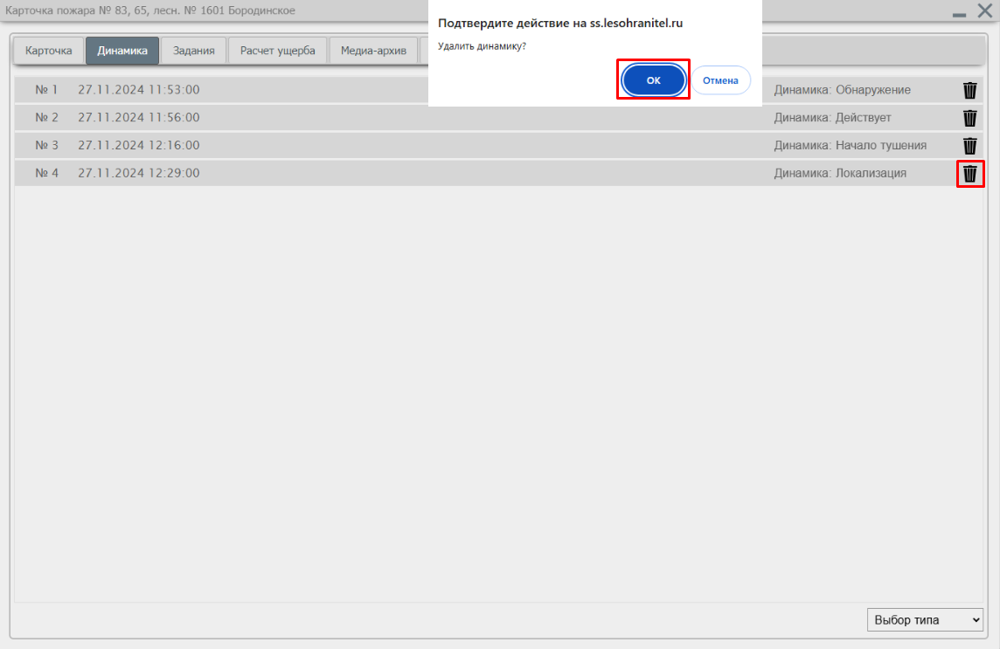 Карточка пожара № 83, 65, лесн. № 1601 Бородинское
Подтвердите действие на ss.lesohranitel.ru
Удалить динамику?
ОК
Отмена
Карточка
Динамика
Задания
Расчет ущерба
Медиа-архив
№ 1 27.11.2024 11:53:00 Динамика: Обнаружение
№ 2 27.11.2024 11:56:00 Динамика: Действует
№ 3 27.11.2024 12:16:00 Динамика: Начало тушения
№ 4 27.11.2024 12:29:00 Динамика: Локализация
Выбор типа